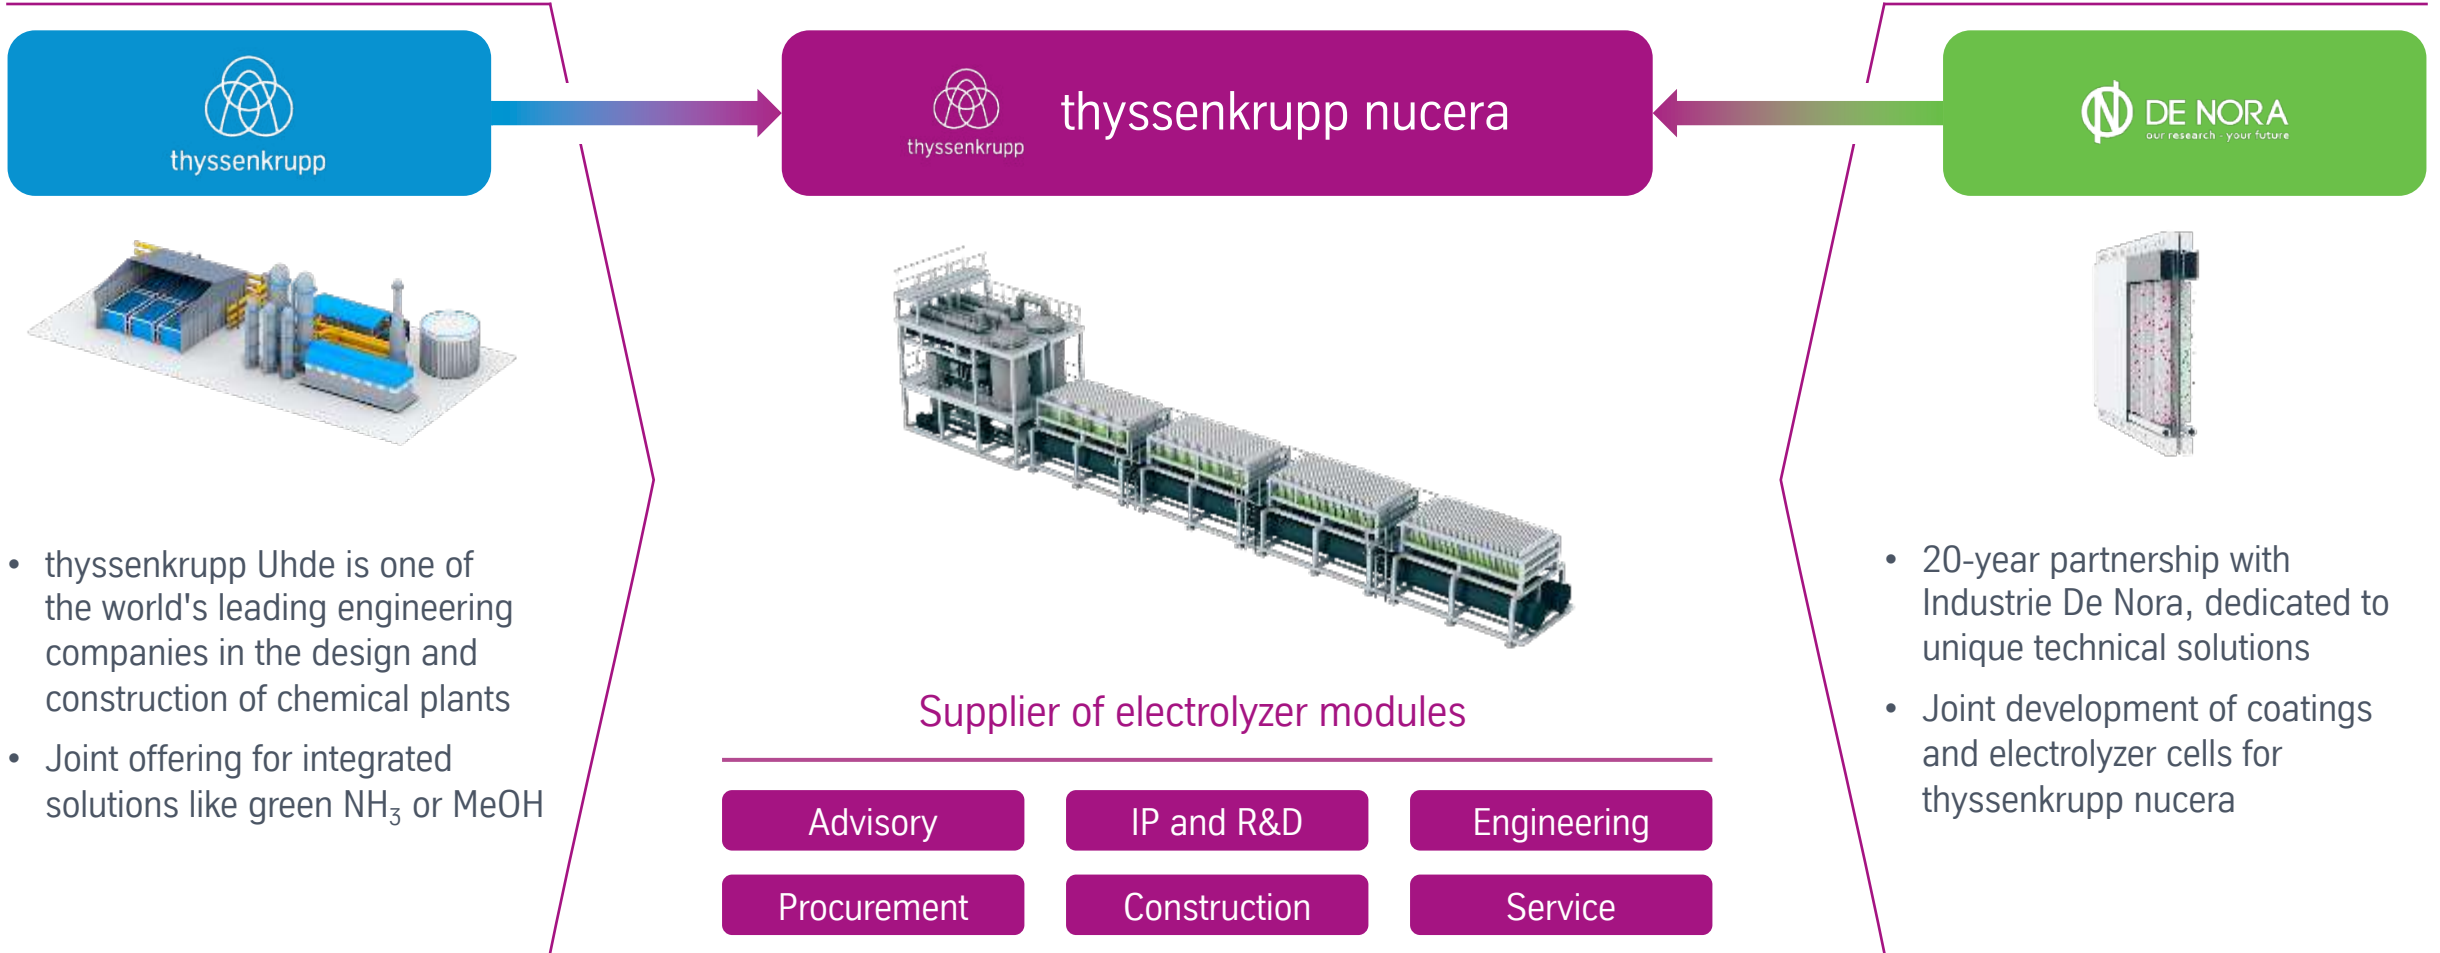 thyssenkrupp
thyssenkrupp
thyssenkrupp nucera
DE NORA
our research - your future
• thyssenkrupp Uhde is one of
the world's leading engineering
companies in the design and
construction of chemical plants
• Joint offering for integrated
solutions like green NH₃ or MeOH
Supplier of electrolyzer modules
Advisory
IP and R&D
Engineering
Procurement
Construction
Service
• 20-year partnership with
Industrie De Nora, dedicated to
unique technical solutions
• Joint development of coatings
and electrolyzer cells for
thyssenkrupp nucera